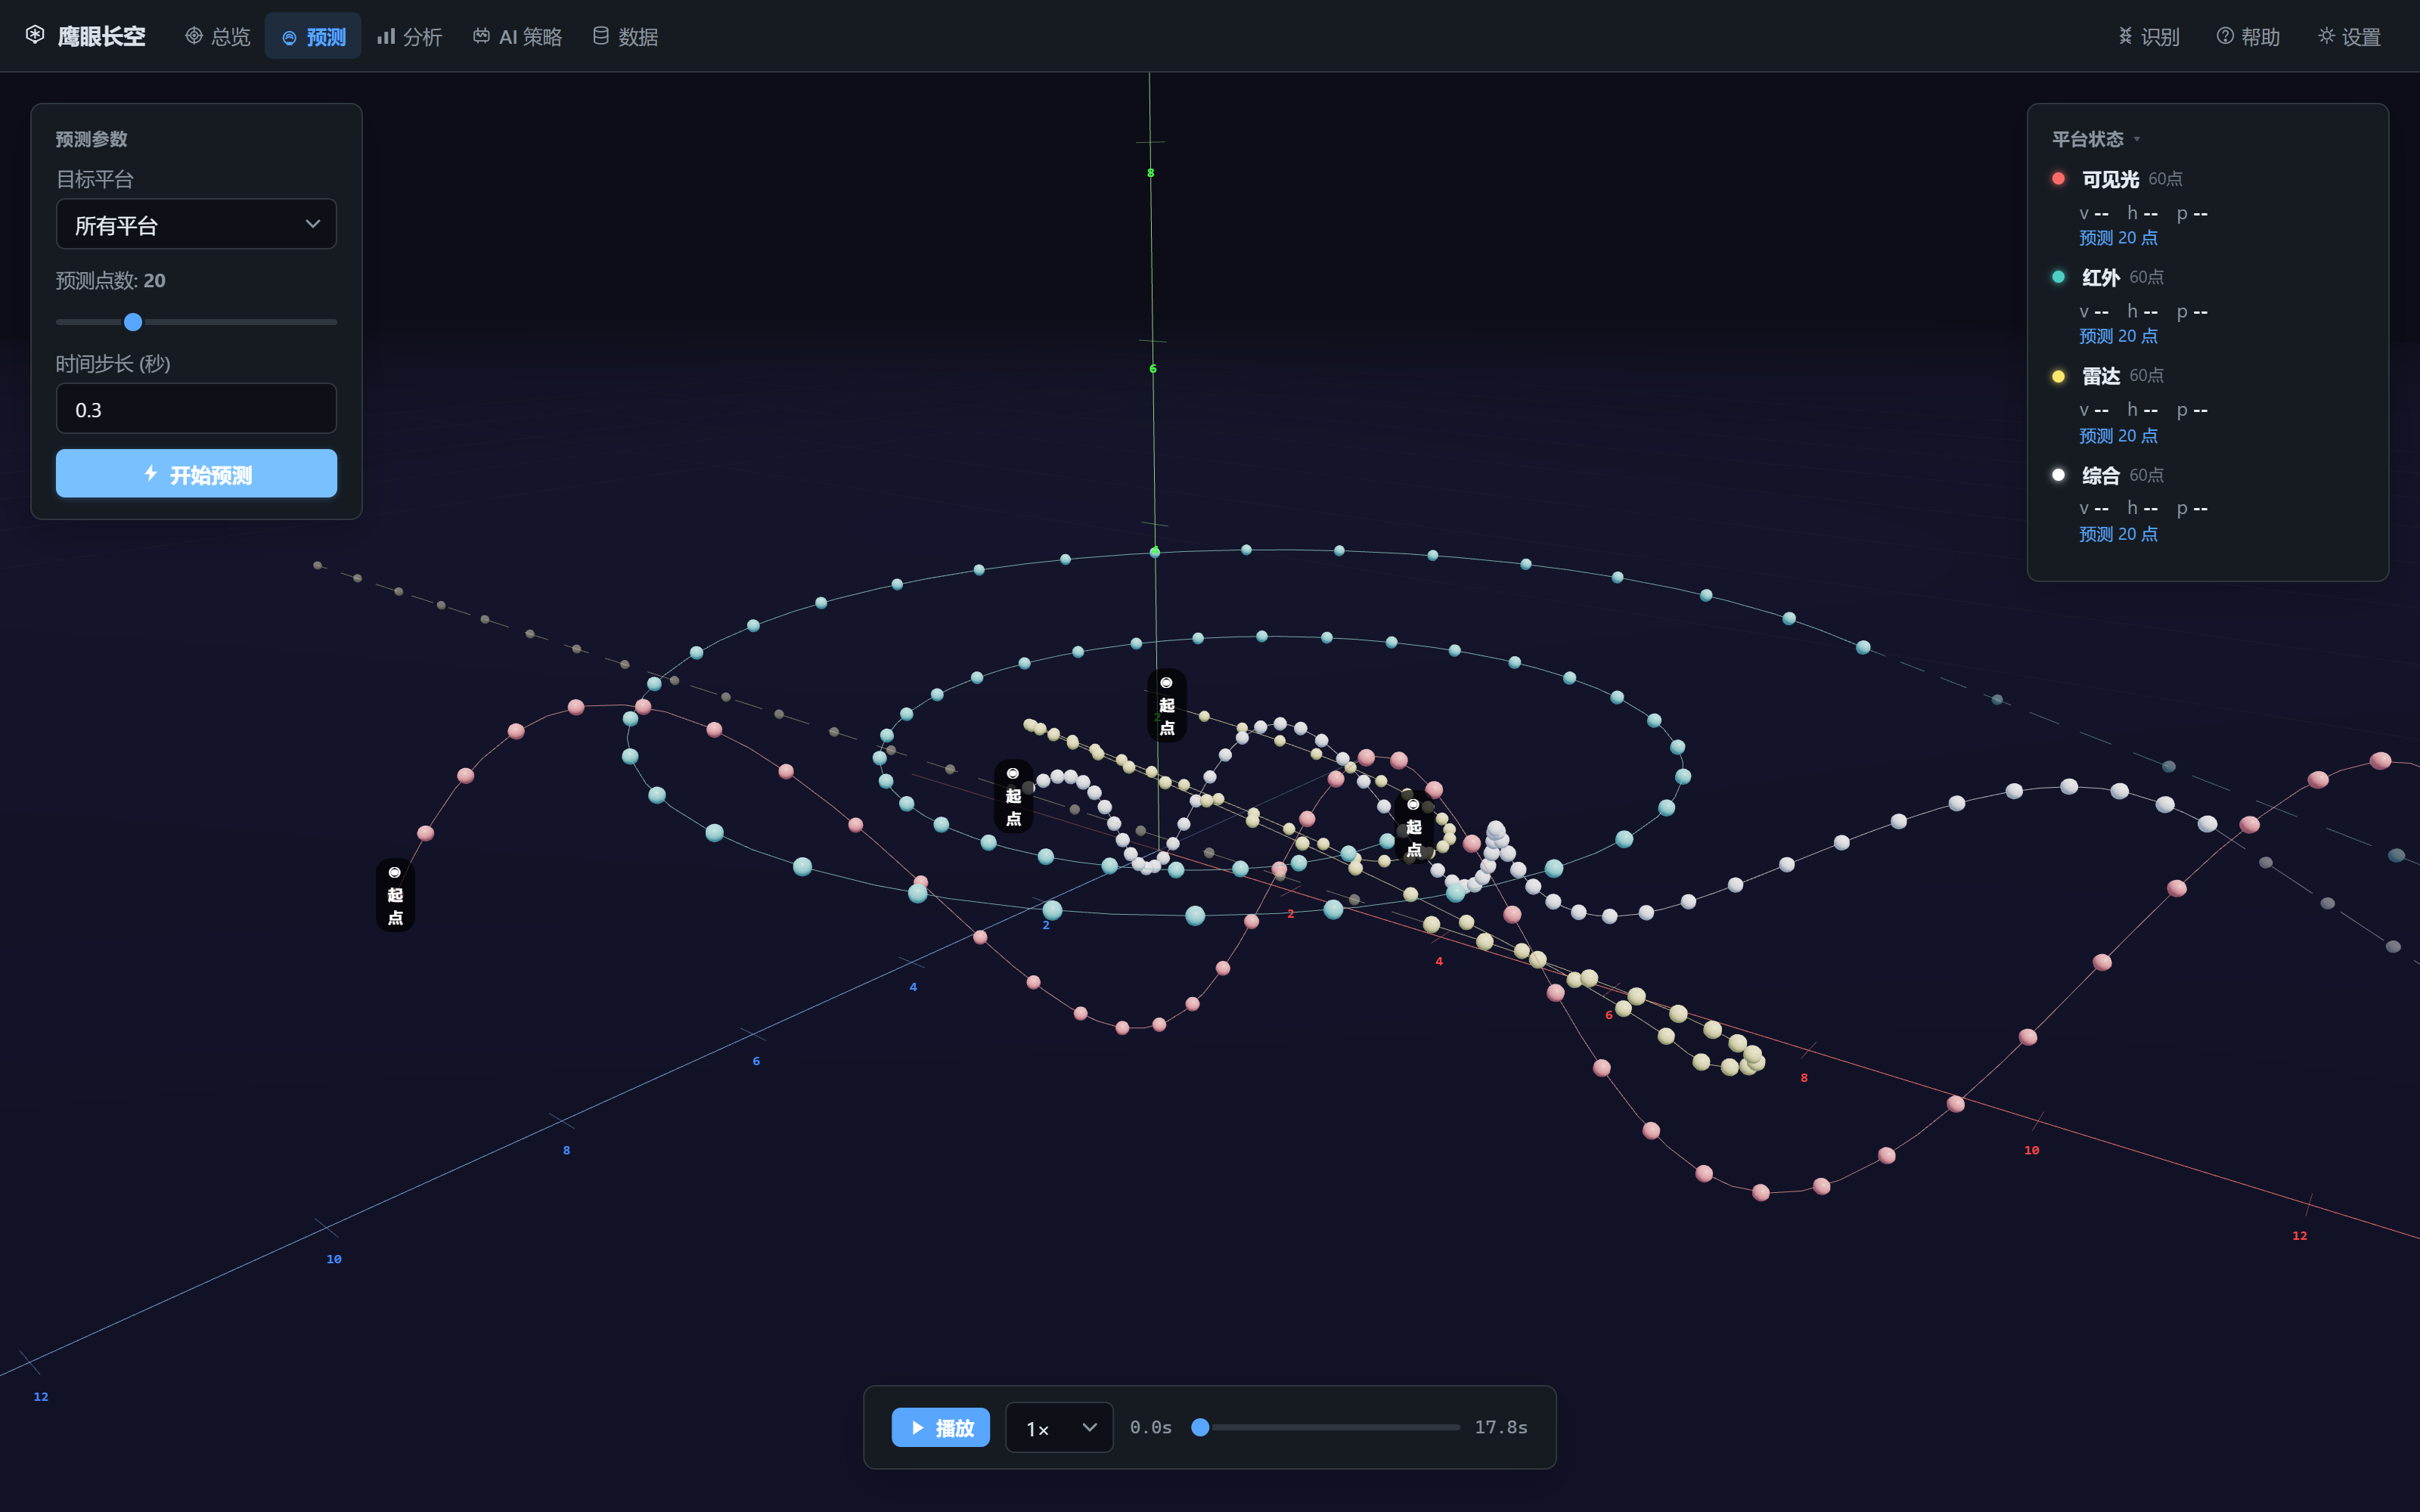 鹰眼长空 总览 预测 分析 AI 策略 数据 识别 帮助 设置
预测参数
目标平台
所有平台
预测点数: 20
时间步长 (秒)
0.3
开始预测
平台状态
可见光 60点
v -- h -- p --
预测 20 点
红外 60点
v -- h -- p --
预测 20 点
雷达 60点
v -- h -- p --
预测 20 点
综合 60点
v -- h -- p --
预测 20 点
8
6
2
起
点
起
点
起
点
起
点
2
4
6
8
10
12
2
4
6
8
10
12
播放 1× 0.0s 17.8s